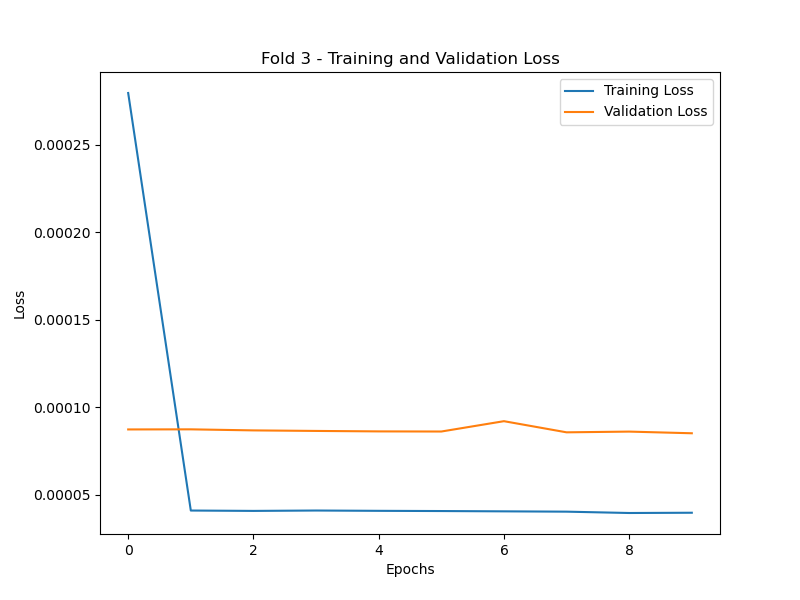 Fold 3 - Training and Validation Loss
Training Loss
Validation Loss
0.00025
0.00020
0.00015
0.00010
0.00005
Loss
0 2 4 6 8
Epochs